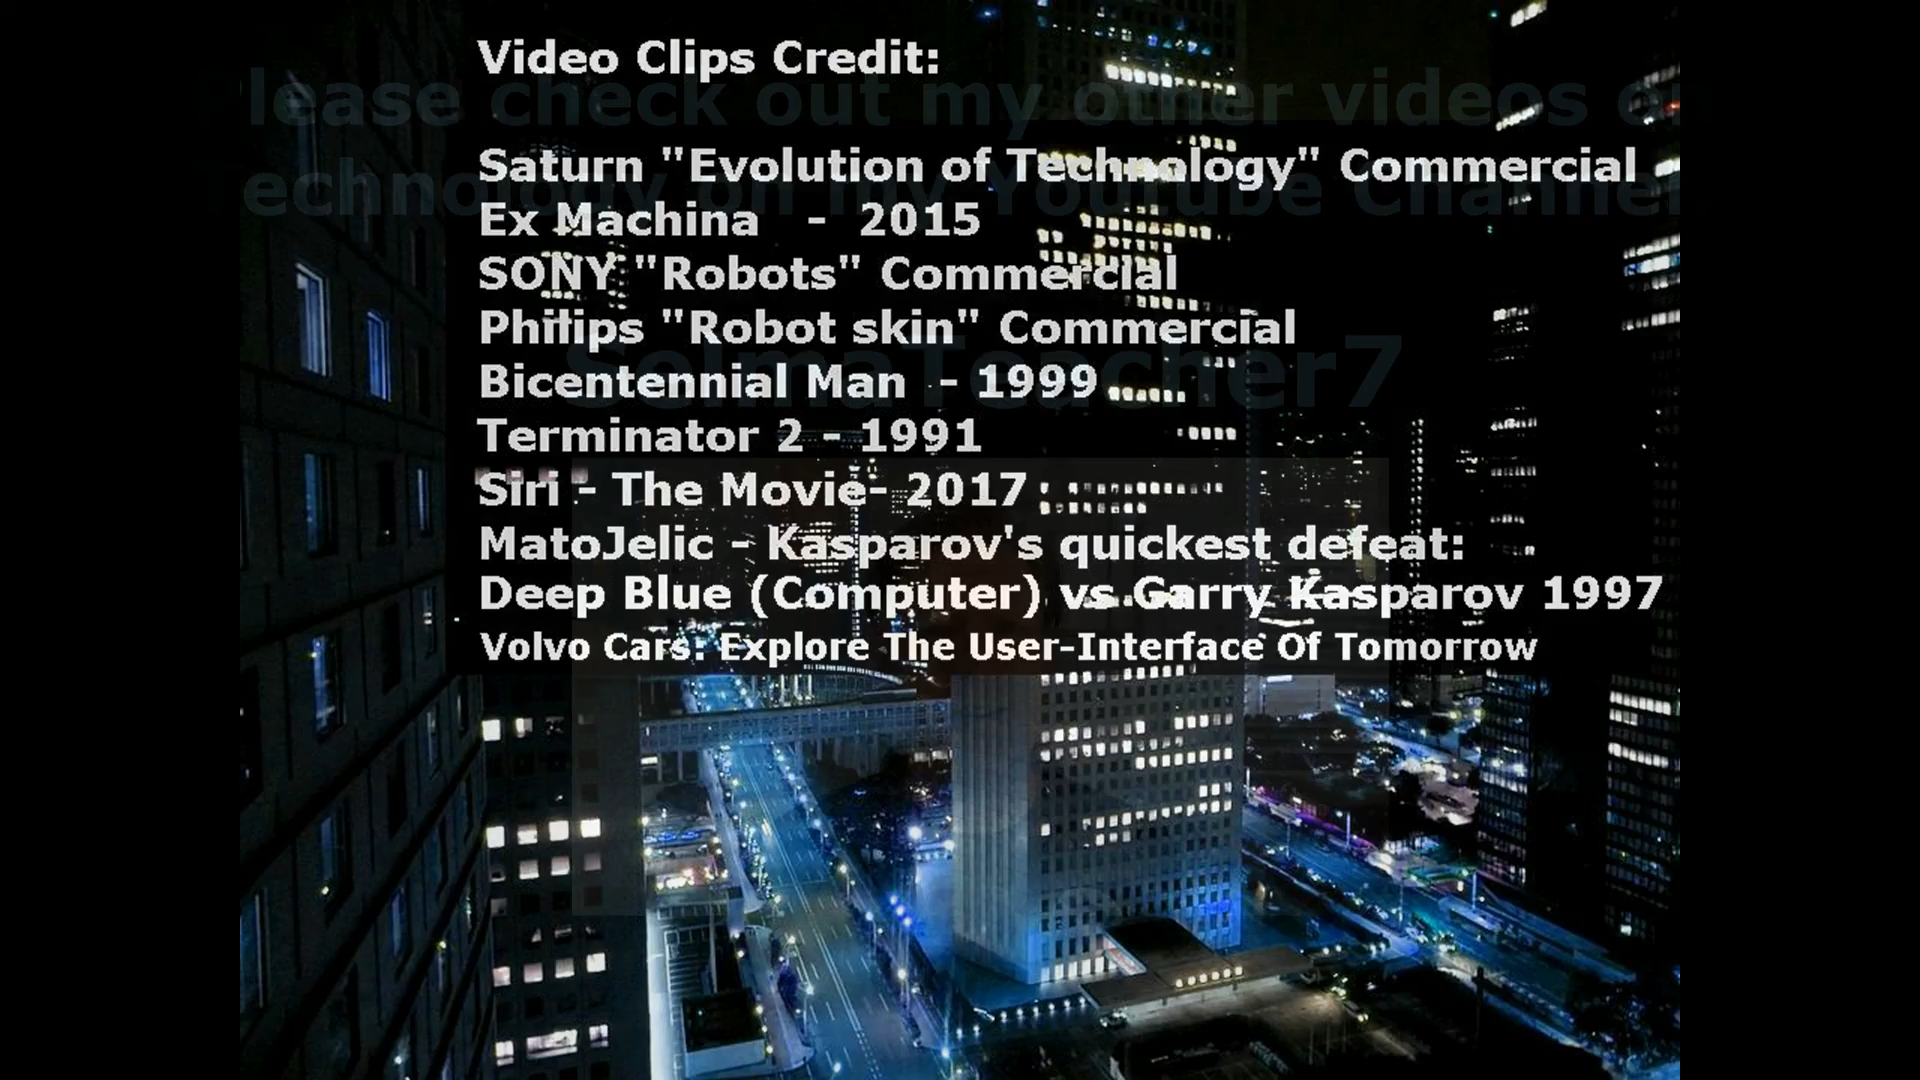 Video Clips Credit:
Please check out my other videos on
Saturn "Evolution of Technology" Commercial
Technology on my Youtube Channel
Ex Machina - 2015
SONY "Robots" Commercial
Philips "Robot skin" Commercial
SelmaTeacher7
Bicentennial Man - 1999
Terminator 2 - 1991
Siri - The Movie- 2017
MatoJelic - Kasparov's quickest defeat:
Deep Blue (Computer) vs Garry Kasparov 1997
Volvo Cars: Explore The User-Interface Of Tomorrow